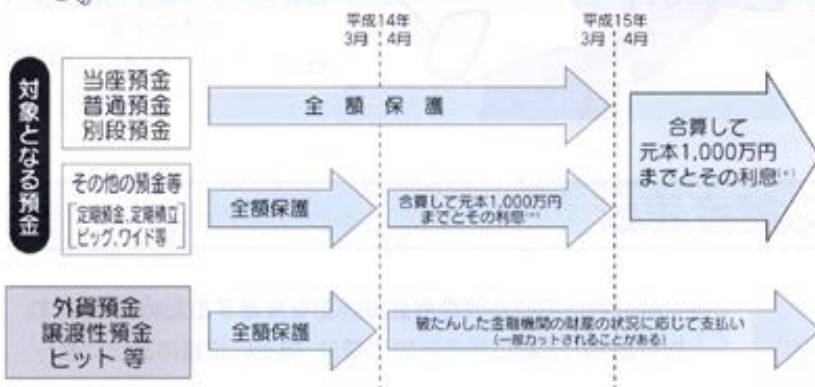 平成14年
3月 4月
平成15年
3月 4月
対象となる預金
当座預金
普通預金
別段預金
全額保護
合算して
元本1,000万円
までとその利息(*)
その他の預金等
[定期預金、定期積立
ビッグ、ワイド等]
全額保護
合算して元本1,000万円
までとその利息(*)
外貨預金
譲渡性預金
ヒット 等
全額保護
破たんした金融機関の財産の状況に応じて支払い
(一部カットされることがある)